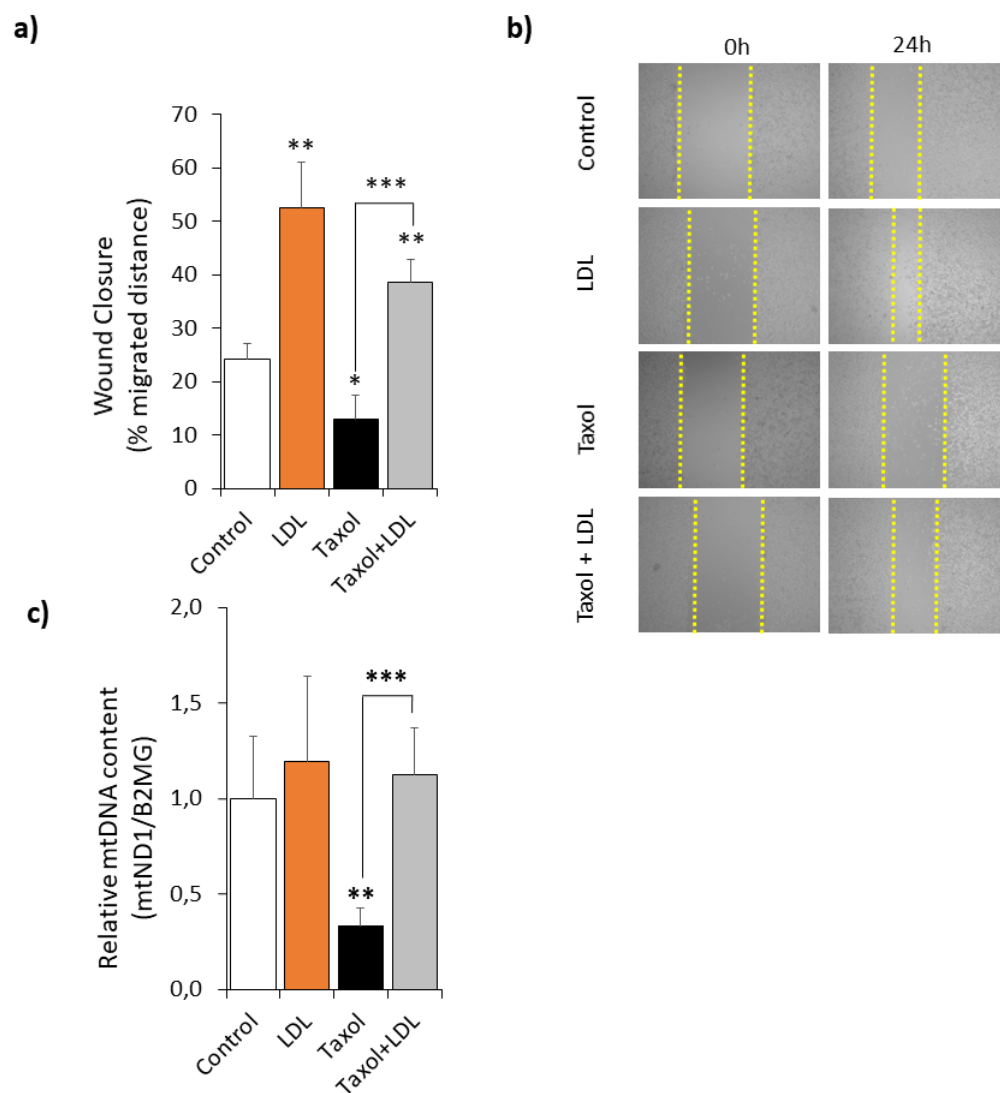 a)
70
60
50
40
30
20
10
0
Wound Closure
(% migrated distance)
**
*
***
**
Control
LDL
Taxol
Taxol+LDL
b)
0h
24h
Control
LDL
Taxol
Taxol + LDL
c)
2,0
1,5
1,0
0,5
0,0
Relative mtDNA content
(mtND1/B2MG)
***
**
Control
LDL
Taxol
Taxol+LDL